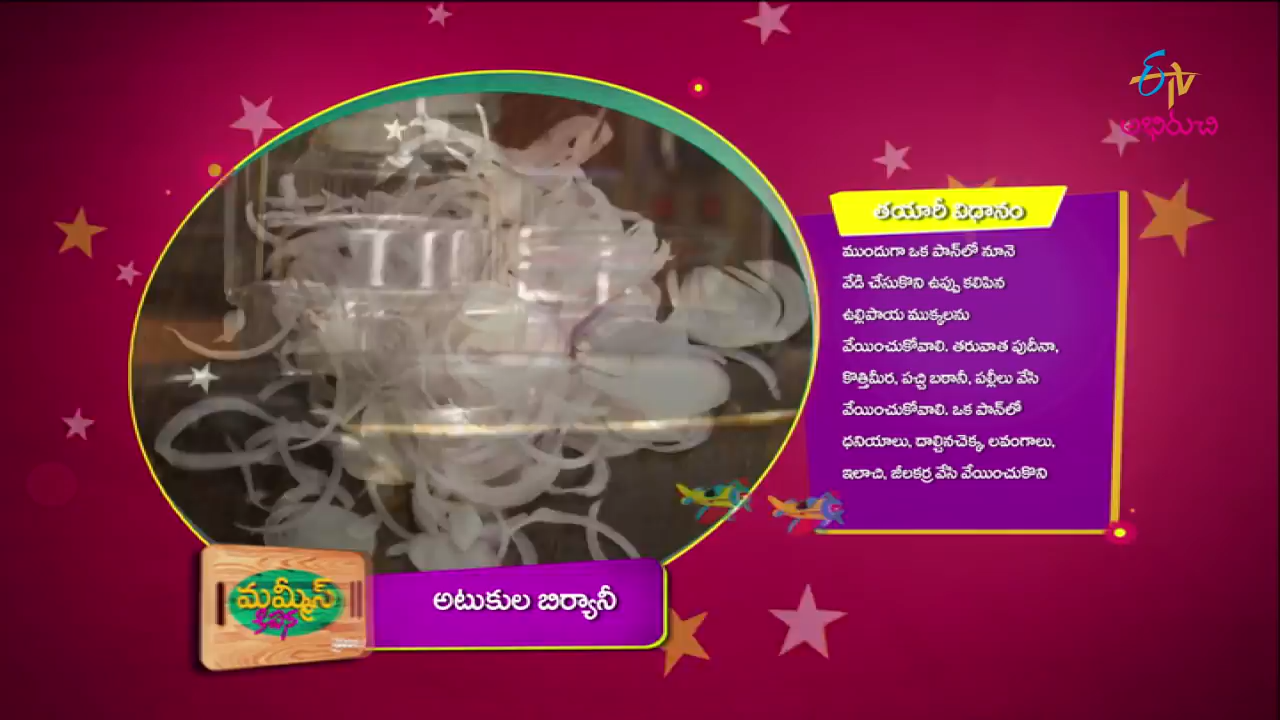 ETV
అభిరుచి
తయారీ విధానం
ముందుగా ఒక పాన్‌లో నూనె
వేడి చేసుకొని ఉప్పు కలిపిన
ఉల్లిపాయ ముక్కలను
వేయించుకోవాలి. తరువాత పుదీనా,
కొత్తిమీర, పచ్చి బఠానీ, పల్లీలు వేసి
వేయించుకోవాలి. ఒక పాన్‌లో
ధనియాలు, దాల్చినచెక్క, లవంగాలు,
ఇలాచి, జీలకర్ర వేసి వేయించుకొని
మమ్మీస్
కిచెన్
అటుకుల బిర్యానీ